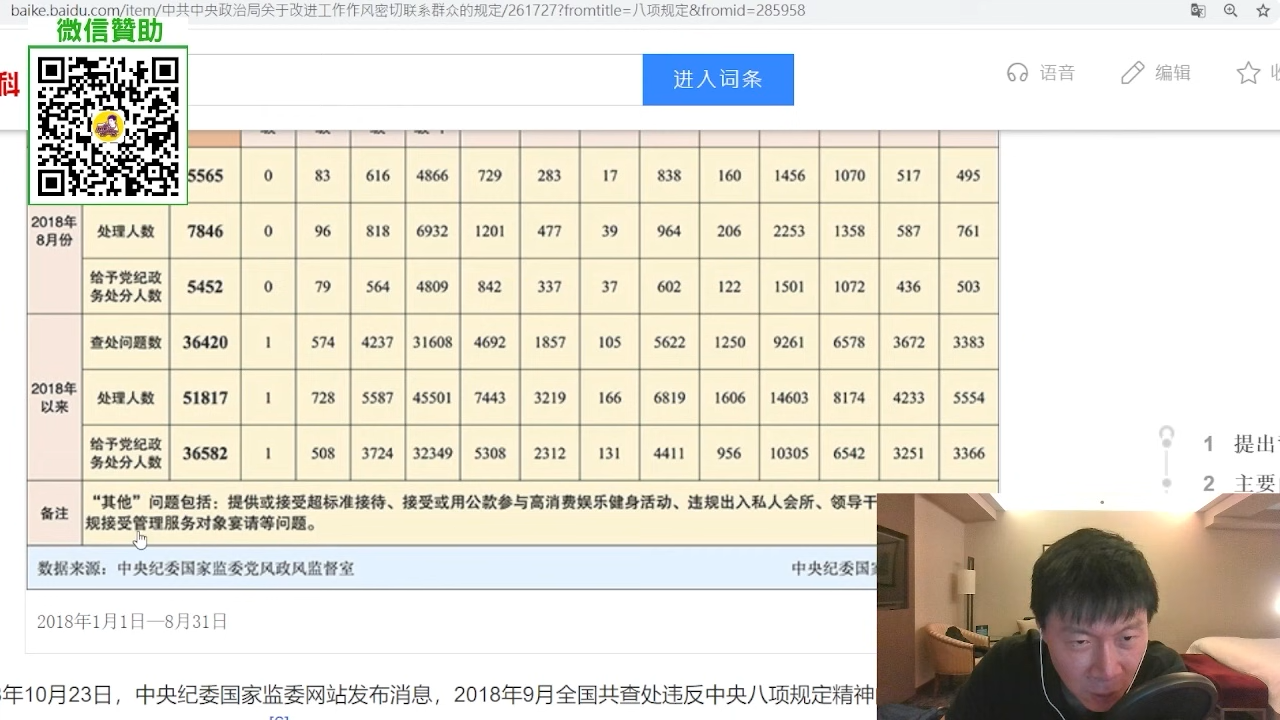 baike.baidu.com/item/中共中央政治局关于改进工作作风密切联系群众的规定/261727?fromtitle=八项规定&fromid=285958
微信贊助
科
进入词条
语音
编辑
5565 0 83 616 4866 729 283 17 838 160 1456 1070 517 495
2018年
8月份
处理人数 7846 0 96 818 6932 1201 477 39 964 206 2253 1358 587 761
给予党纪政
务处分人数
5452 0 79 564 4809 842 337 37 602 122 1501 1072 436 503
查处问题数 36420 1 574 4237 31608 4692 1857 105 5622 1250 9261 6578 3672 3383
2018年
以来
处理人数 51817 1 728 5587 45501 7443 3219 166 6819 1606 14603 8174 4233 5554
给予党纪政
务处分人数
36582 1 508 3724 32349 5308 2312 131 4411 956 10305 6542 3251 3366
1 提出
2 主要
备注
“其他”问题包括：提供或接受超标准接待、接受或用公款参与高消费娱乐健身活动、违规出入私人会所、领导干
规接受管理服务对象宴请等问题。
数据来源：中央纪委国家监委党风政风监督室
中央纪委国
2018年1月1日—8月31日
年10月23日，中央纪委国家监委网站发布消息，2018年9月全国共查处违反中央八项规定精神